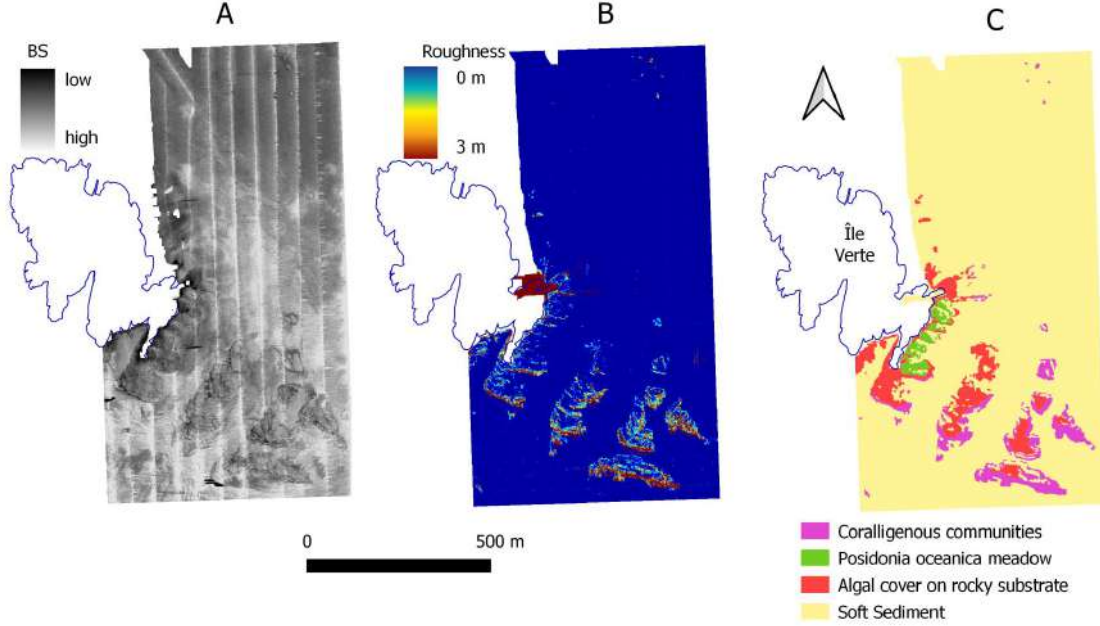 A
B
C
BS
low
high
Roughness
0 m
3 m
Île
Verte
0
500 m
Coralligenous communities
Posidonia oceanica meadow
Algal cover on rocky substrate
Soft Sediment